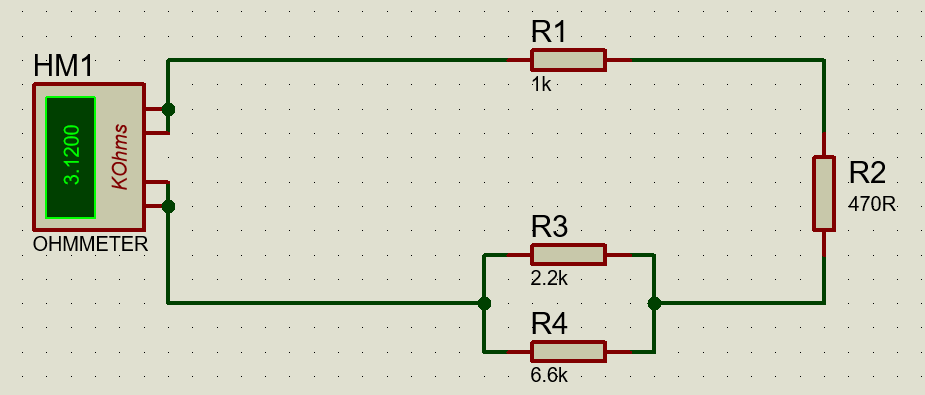 HM1
3.1200
KOhms
OHMMETER
R1
1k
R2
470R
R3
2.2k
R4
6.6k